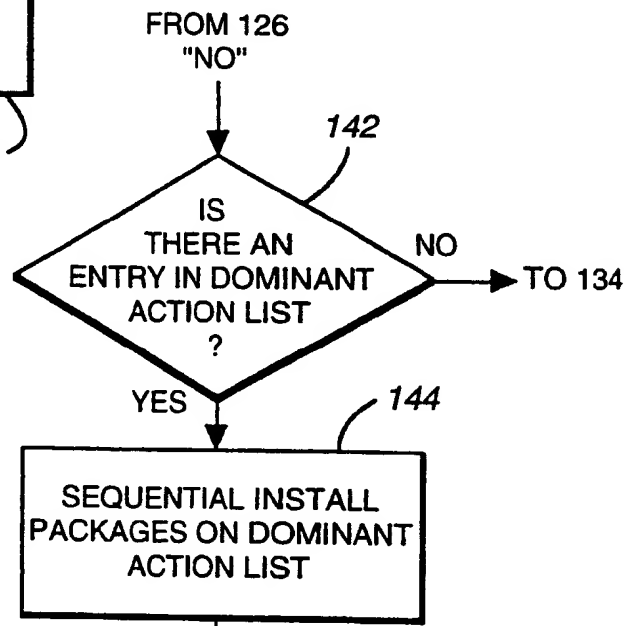 FROM 126
"NO"
142
IS
THERE AN
ENTRY IN DOMINANT
ACTION LIST
?
NO
TO 134
YES
144
SEQUENTIAL INSTALL
PACKAGES ON DOMINANT
ACTION LIST